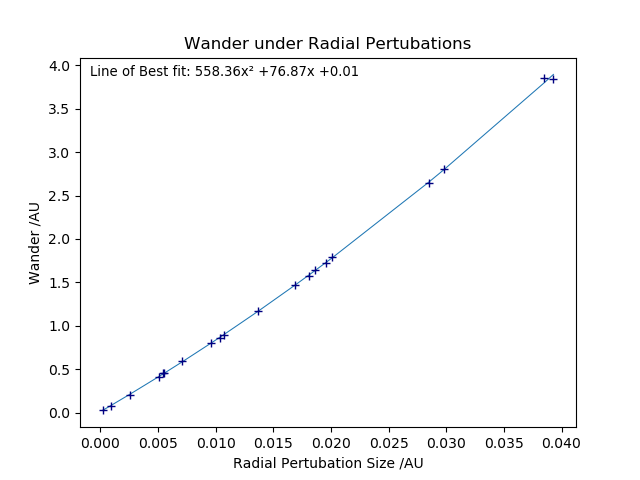 Wander under Radial Pertubations
Line of Best fit: 558.36x² +76.87x +0.01
4.0
3.5
3.0
2.5
2.0
1.5
1.0
0.5
0.0
Wander /AU
0.000 0.005 0.010 0.015 0.020 0.025 0.030 0.035 0.040
Radial Pertubation Size /AU